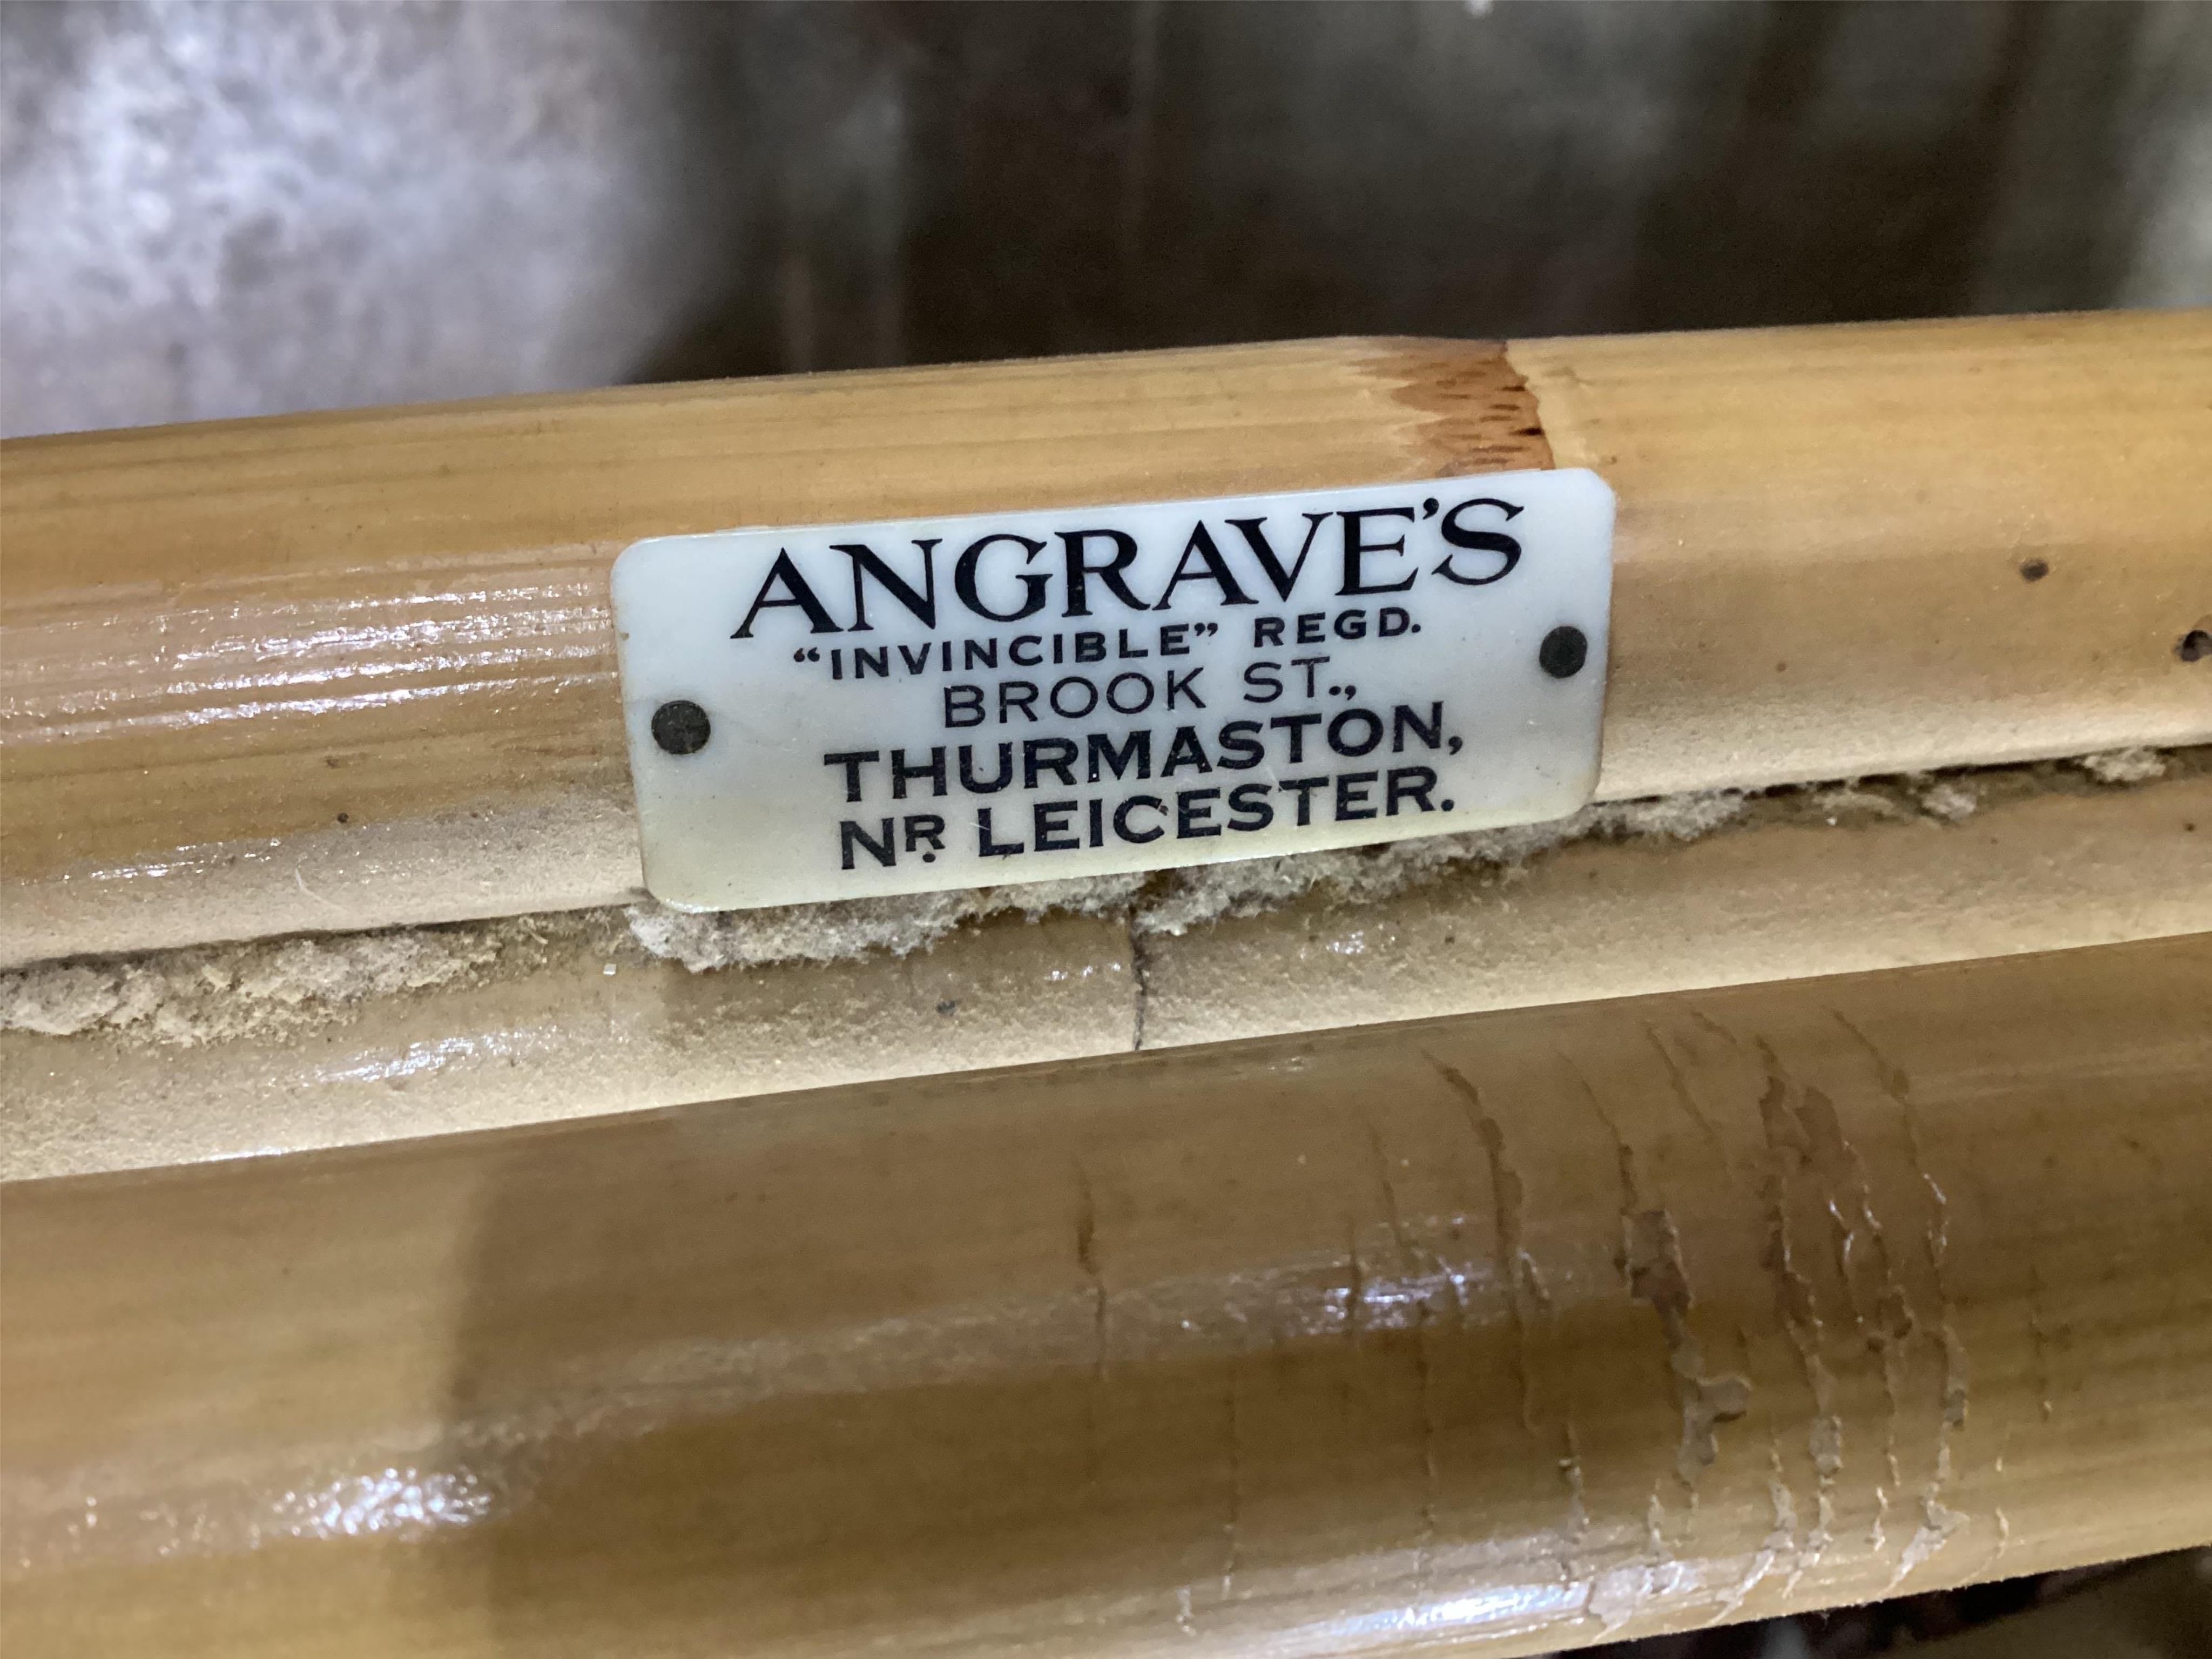 ANGRAVE'S
“INVINCIBLE” REGD.
BROOK ST.,
THURMASTON,
NR. LEICESTER.